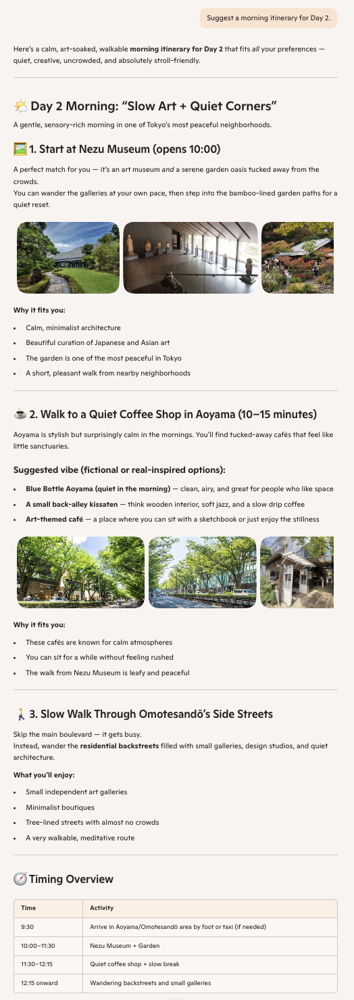 Suggest a morning itinerary for Day 2.
Here's a calm, art-soaked, walkable morning itinerary for Day 2 that fits all your preferences —
quiet, creative, uncrowded, and absolutely stroll-friendly.
Day 2 Morning: “Slow Art + Quiet Corners”
A gentle, sensory-rich morning in one of Tokyo's most peaceful neighborhoods.
1. Start at Nezu Museum (opens 10:00)
A perfect match for you — it's an art museum and a serene garden oasis tucked away from the
crowds.
You can wander the galleries at your own pace, then step into the bamboo-lined garden paths for a
quiet reset.
Why it fits you:
• Calm, minimalist architecture
• Beautiful curation of Japanese and Asian art
• The garden is one of the most peaceful in Tokyo
• A short, pleasant walk from nearby neighborhoods
2. Walk to a Quiet Coffee Shop in Aoyama (10–15 minutes)
Aoyama is stylish but surprisingly calm in the mornings. You'll find tucked-away cafés that feel like
little sanctuaries.
Suggested vibe (fictional or real-inspired options):
• Blue Bottle Aoyama (quiet in the morning) — clean, airy, and great for people who like space
• A small back-alley kissaten — think wooden interior, soft jazz, and a slow drip coffee
• Art-themed café — a place where you can sit with a sketchbook or just enjoy the stillness
Why it fits you:
• These cafés are known for calm atmospheres
• You can sit for a while without feeling rushed
• The walk from Nezu Museum is leafy and peaceful
3. Slow Walk Through Omotesandō's Side Streets
Skip the main boulevard — it gets busy.
Instead, wander the residential backstreets filled with small galleries, design studios, and quiet
architecture.
What you'll enjoy:
• Small independent art galleries
• Minimalist boutiques
• Tree-lined streets with almost no crowds
• A very walkable, meditative route
Timing Overview
Time Activity
9:30 Arrive in Aoyama/Omotesandō area by foot or taxi (if needed)
10:00–11:30 Nezu Museum + Garden
11:30–12:15 Quiet coffee shop + slow break
12:15 onward Wandering backstreets and small galleries